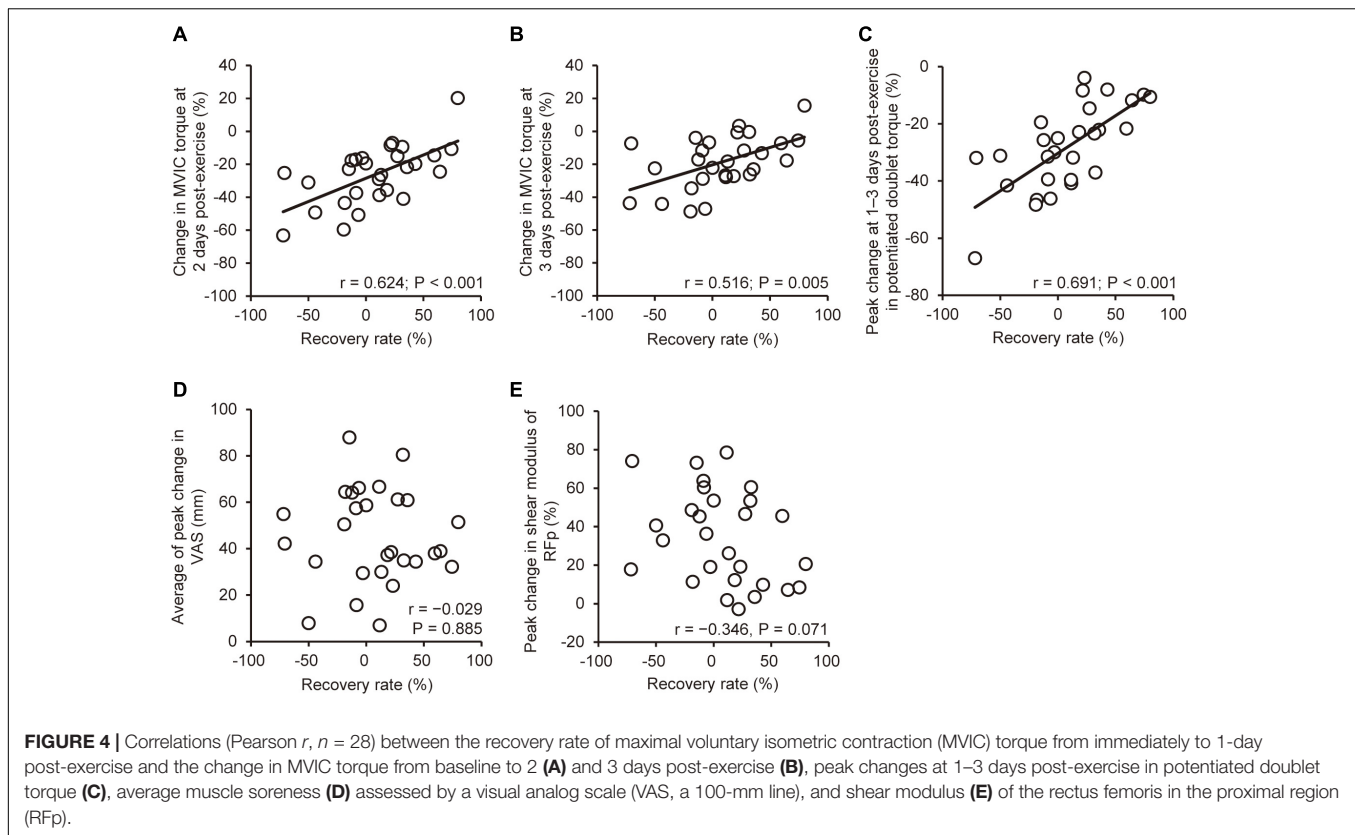 A
Change in MVIC torque at
2 days post-exercise (%)
40
20
0
-20
-40
-60
-80
-100
r = 0.624; P < 0.001
-100 -50 0 50 100
Recovery rate (%)
B
Change in MVIC torque at
3 days post-exercise (%)
40
20
0
-20
-40
-60
-80
-100
r = 0.516; P = 0.005
-100 -50 0 50 100
Recovery rate (%)
C
Peak change at 1–3 days post-exercise
in potentiated doublet torque (%)
0
-20
-40
-60
-80
r = 0.691; P < 0.001
-100 -50 0 50 100
Recovery rate (%)
D
Average of peak change in
VAS (mm)
100
80
60
40
20
0
r = −0.029
P = 0.885
-100 -50 0 50 100
Recovery rate (%)
E
Peak change in shear modulus of
RFp (%)
100
80
60
40
20
0
-20
r = −0.346, P = 0.071
-100 -50 0 50 100
Recovery rate (%)
FIGURE 4 | Correlations (Pearson r, n = 28) between the recovery rate of maximal voluntary isometric contraction (MVIC) torque from immediately to 1-day
post-exercise and the change in MVIC torque from baseline to 2 (A) and 3 days post-exercise (B), peak changes at 1–3 days post-exercise in potentiated doublet
torque (C), average muscle soreness (D) assessed by a visual analog scale (VAS, a 100-mm line), and shear modulus (E) of the rectus femoris in the proximal region
(RFp).